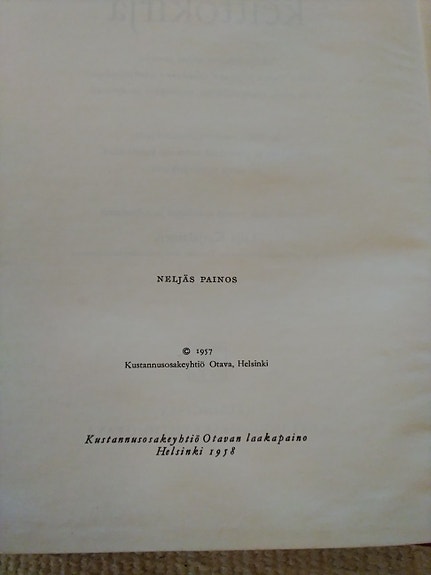 NELJÄS PAINOS
© 1957
Kustannusosakeyhtiö Otava, Helsinki
Kustannusosakeyhtiö Otavan laakapaino
Helsinki 1958